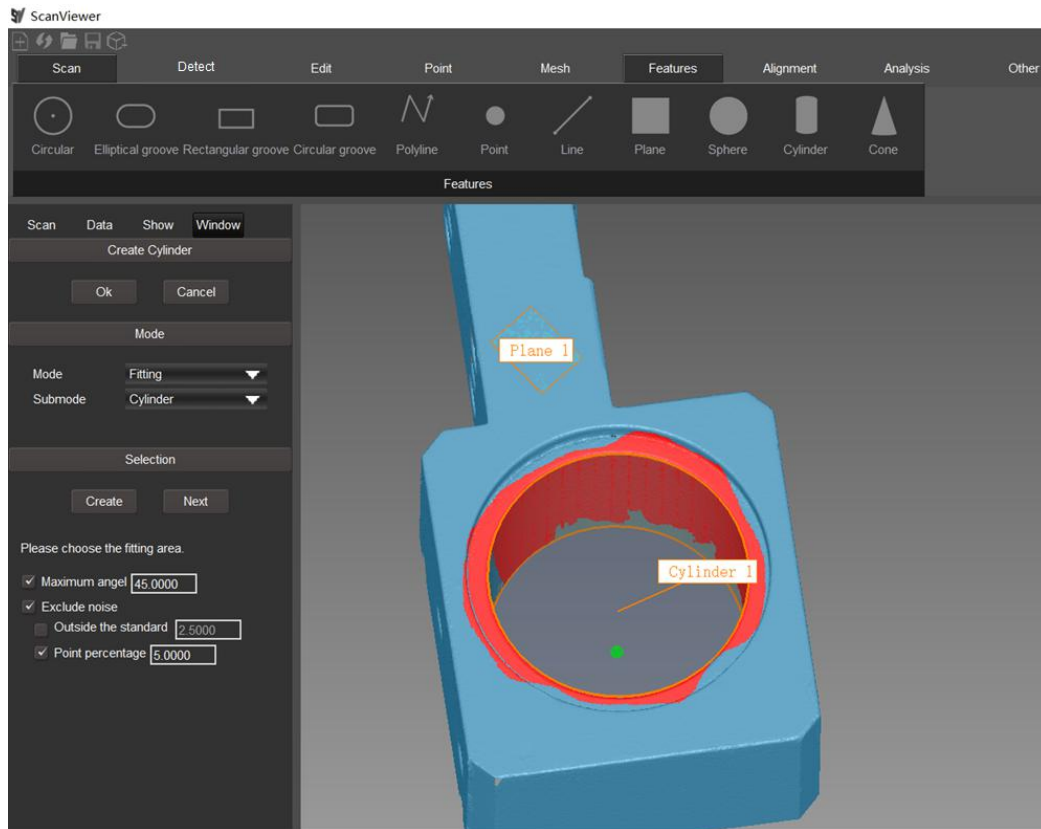 ScanViewer
Scan Detect Edit Point Mesh Features Alignment Analysis Other
Circular Elliptical groove Rectangular groove Circular groove Polyline Point Line Plane Sphere Cylinder Cone
Features
Scan Data Show Window
Create Cylinder
Ok Cancel
Mode
Mode Fitting
Submode Cylinder
Selection
Create Next
Please choose the fitting area.
Maximum angel 45.0000
Exclude noise
Outside the standard 2.5000
Point percentage 5.0000
Plane 1
Cylinder 1